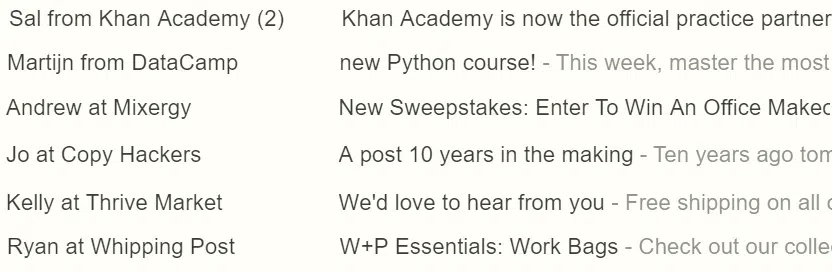 Sal from Khan Academy (2) Khan Academy is now the official practice partner
Martijn from DataCamp new Python course! - This week, master the most
Andrew at Mixergy New Sweepstakes: Enter To Win An Office
Jo at Copy Hackers A post 10 years in the making - Ten years ago
Kelly at Thrive Market We'd love to hear from you - Free shipping on all
Ryan at Whipping Post W+P Essentials: Work Bags - Check out our